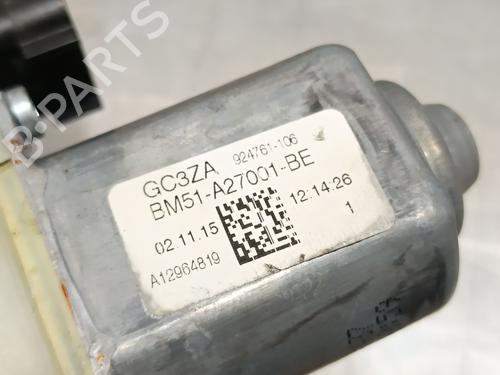 GC3ZA 924761-106
BM51-A27001-BE
02.11.15 12:14:26
A12964819 1
B-PARTS